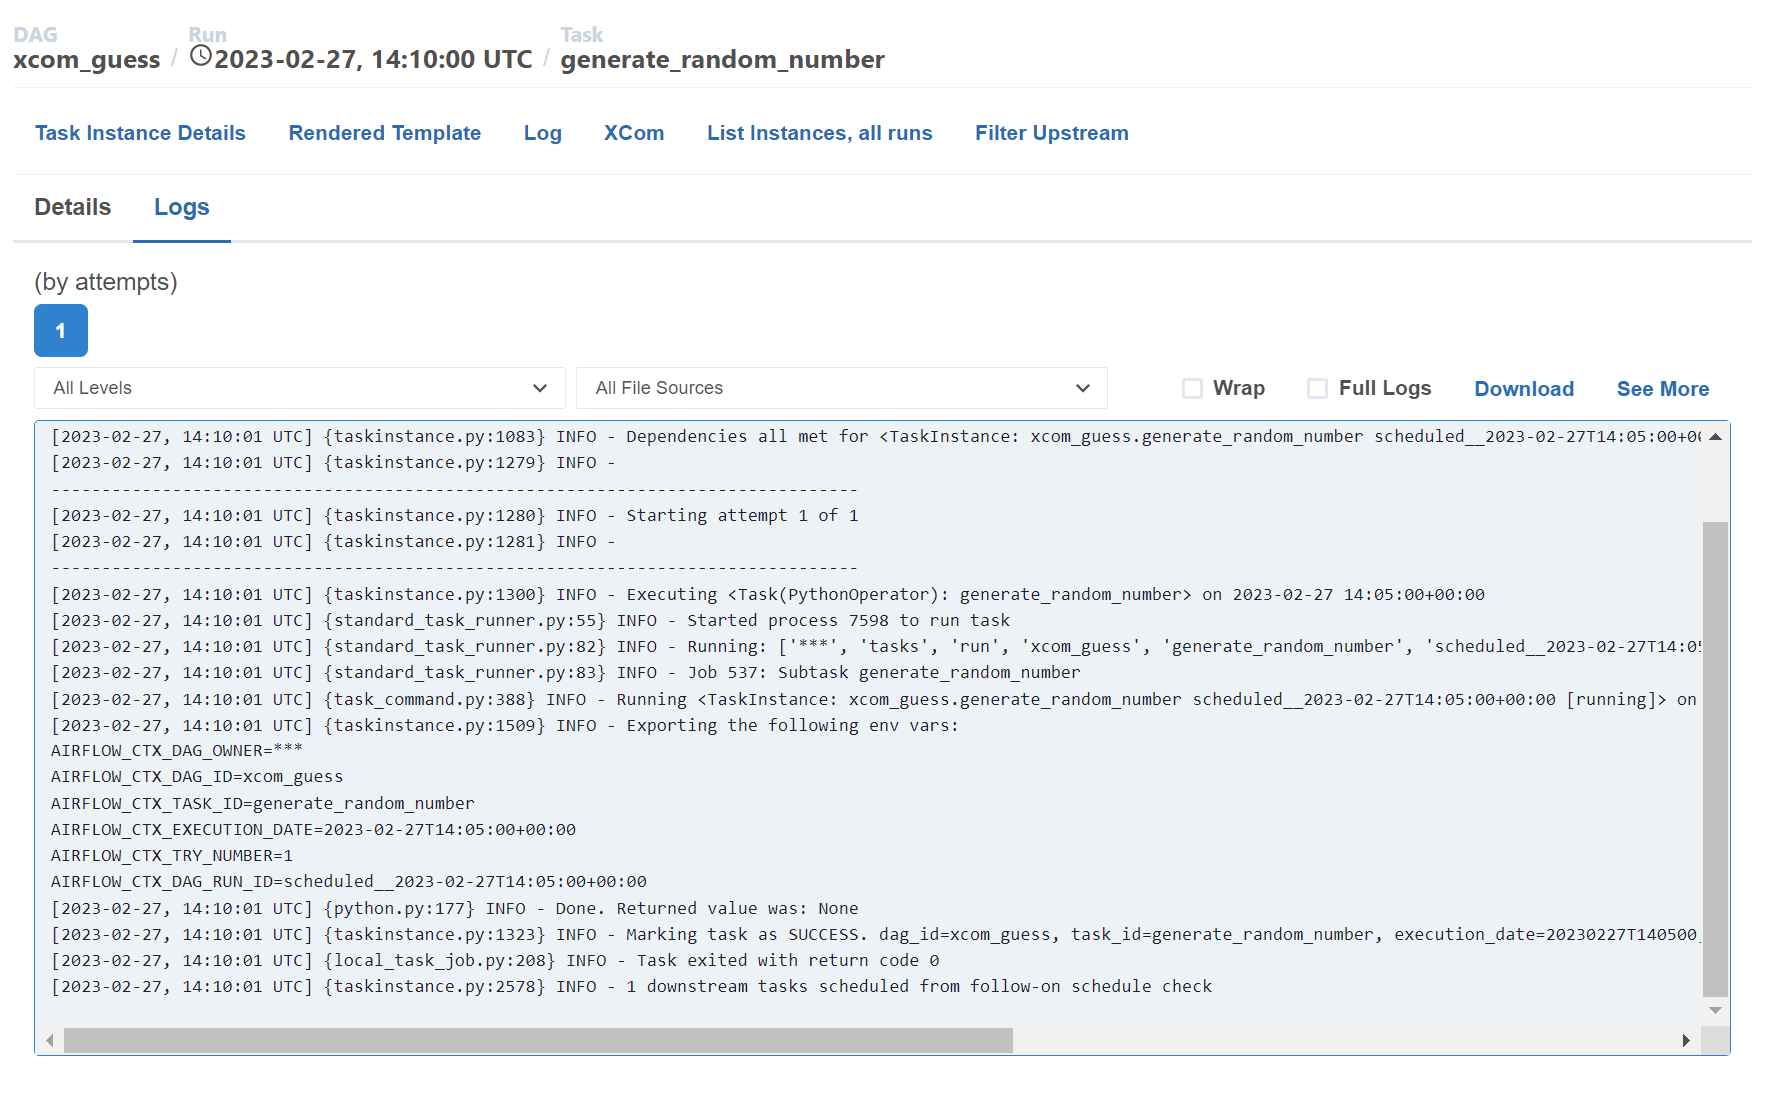 DAG Run Task
xcom_guess / 2023-02-27, 14:10:00 UTC / generate_random_number
Task Instance Details Rendered Template Log XCom List Instances, all runs Filter Upstream
Details Logs
(by attempts)
1
All Levels All File Sources Wrap Full Logs Download See More
[2023-02-27, 14:10:01 UTC] {taskinstance.py:1083} INFO - Dependencies all met for <TaskInstance: xcom_guess.generate_random_number scheduled__2023-02-27T14:05:00+0
[2023-02-27, 14:10:01 UTC] {taskinstance.py:1279} INFO -
--------------------------------------------------------------------------------
[2023-02-27, 14:10:01 UTC] {taskinstance.py:1280} INFO - Starting attempt 1 of 1
[2023-02-27, 14:10:01 UTC] {taskinstance.py:1281} INFO -
--------------------------------------------------------------------------------
[2023-02-27, 14:10:01 UTC] {taskinstance.py:1300} INFO - Executing <Task(PythonOperator): generate_random_number> on 2023-02-27 14:05:00+00:00
[2023-02-27, 14:10:01 UTC] {standard_task_runner.py:55} INFO - Started process 7598 to run task
[2023-02-27, 14:10:01 UTC] {standard_task_runner.py:82} INFO - Running: ['***', 'tasks', 'run', 'xcom_guess', 'generate_random_number', 'scheduled__2023-02-27T14:0
[2023-02-27, 14:10:01 UTC] {standard_task_runner.py:83} INFO - Job 537: Subtask generate_random_number
[2023-02-27, 14:10:01 UTC] {task_command.py:388} INFO - Running <TaskInstance: xcom_guess.generate_random_number scheduled__2023-02-27T14:05:00+00:00 [running]> on
[2023-02-27, 14:10:01 UTC] {taskinstance.py:1509} INFO - Exporting the following env vars:
AIRFLOW_CTX_DAG_OWNER=***
AIRFLOW_CTX_DAG_ID=xcom_guess
AIRFLOW_CTX_TASK_ID=generate_random_number
AIRFLOW_CTX_EXECUTION_DATE=2023-02-27T14:05:00+00:00
AIRFLOW_CTX_TRY_NUMBER=1
AIRFLOW_CTX_DAG_RUN_ID=scheduled__2023-02-27T14:05:00+00:00
[2023-02-27, 14:10:01 UTC] {python.py:177} INFO - Done. Returned value was: None
[2023-02-27, 14:10:01 UTC] {taskinstance.py:1323} INFO - Marking task as SUCCESS. dag_id=xcom_guess, task_id=generate_random_number, execution_date=20230227T140500,
[2023-02-27, 14:10:01 UTC] {local_task_job.py:208} INFO - Task exited with return code 0
[2023-02-27, 14:10:01 UTC] {taskinstance.py:2578} INFO - 1 downstream tasks scheduled from follow-on schedule check